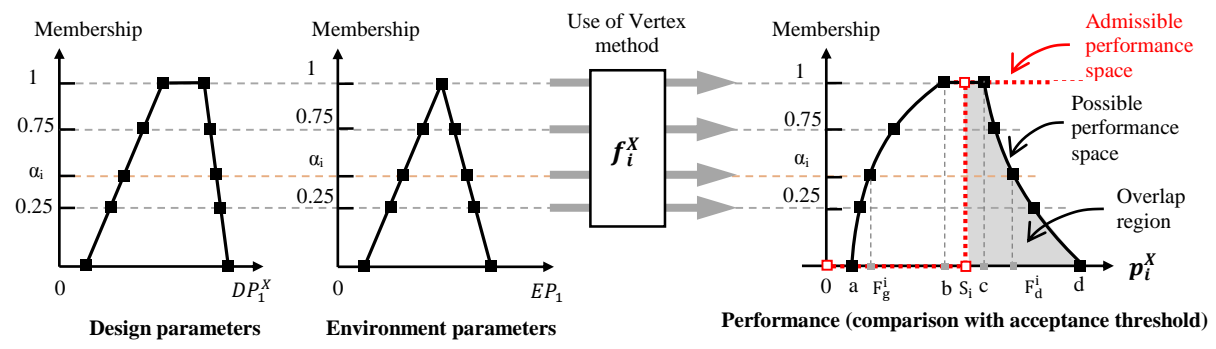 Membership
1
0.75
αi
0.25
0
DP₁ˣ
Design parameters
Membership
1
0.75
αi
0.25
0
EP₁
Environment parameters
Use of Vertex
method
fᵢˣ
Membership
1
0.75
αi
0.25
0
a
F_g^i
b
Sᵢ
c
F_d^i
d
pᵢˣ
Admissible
performance
space
Possible
performance
space
Overlap
region
Performance (comparison with acceptance threshold)